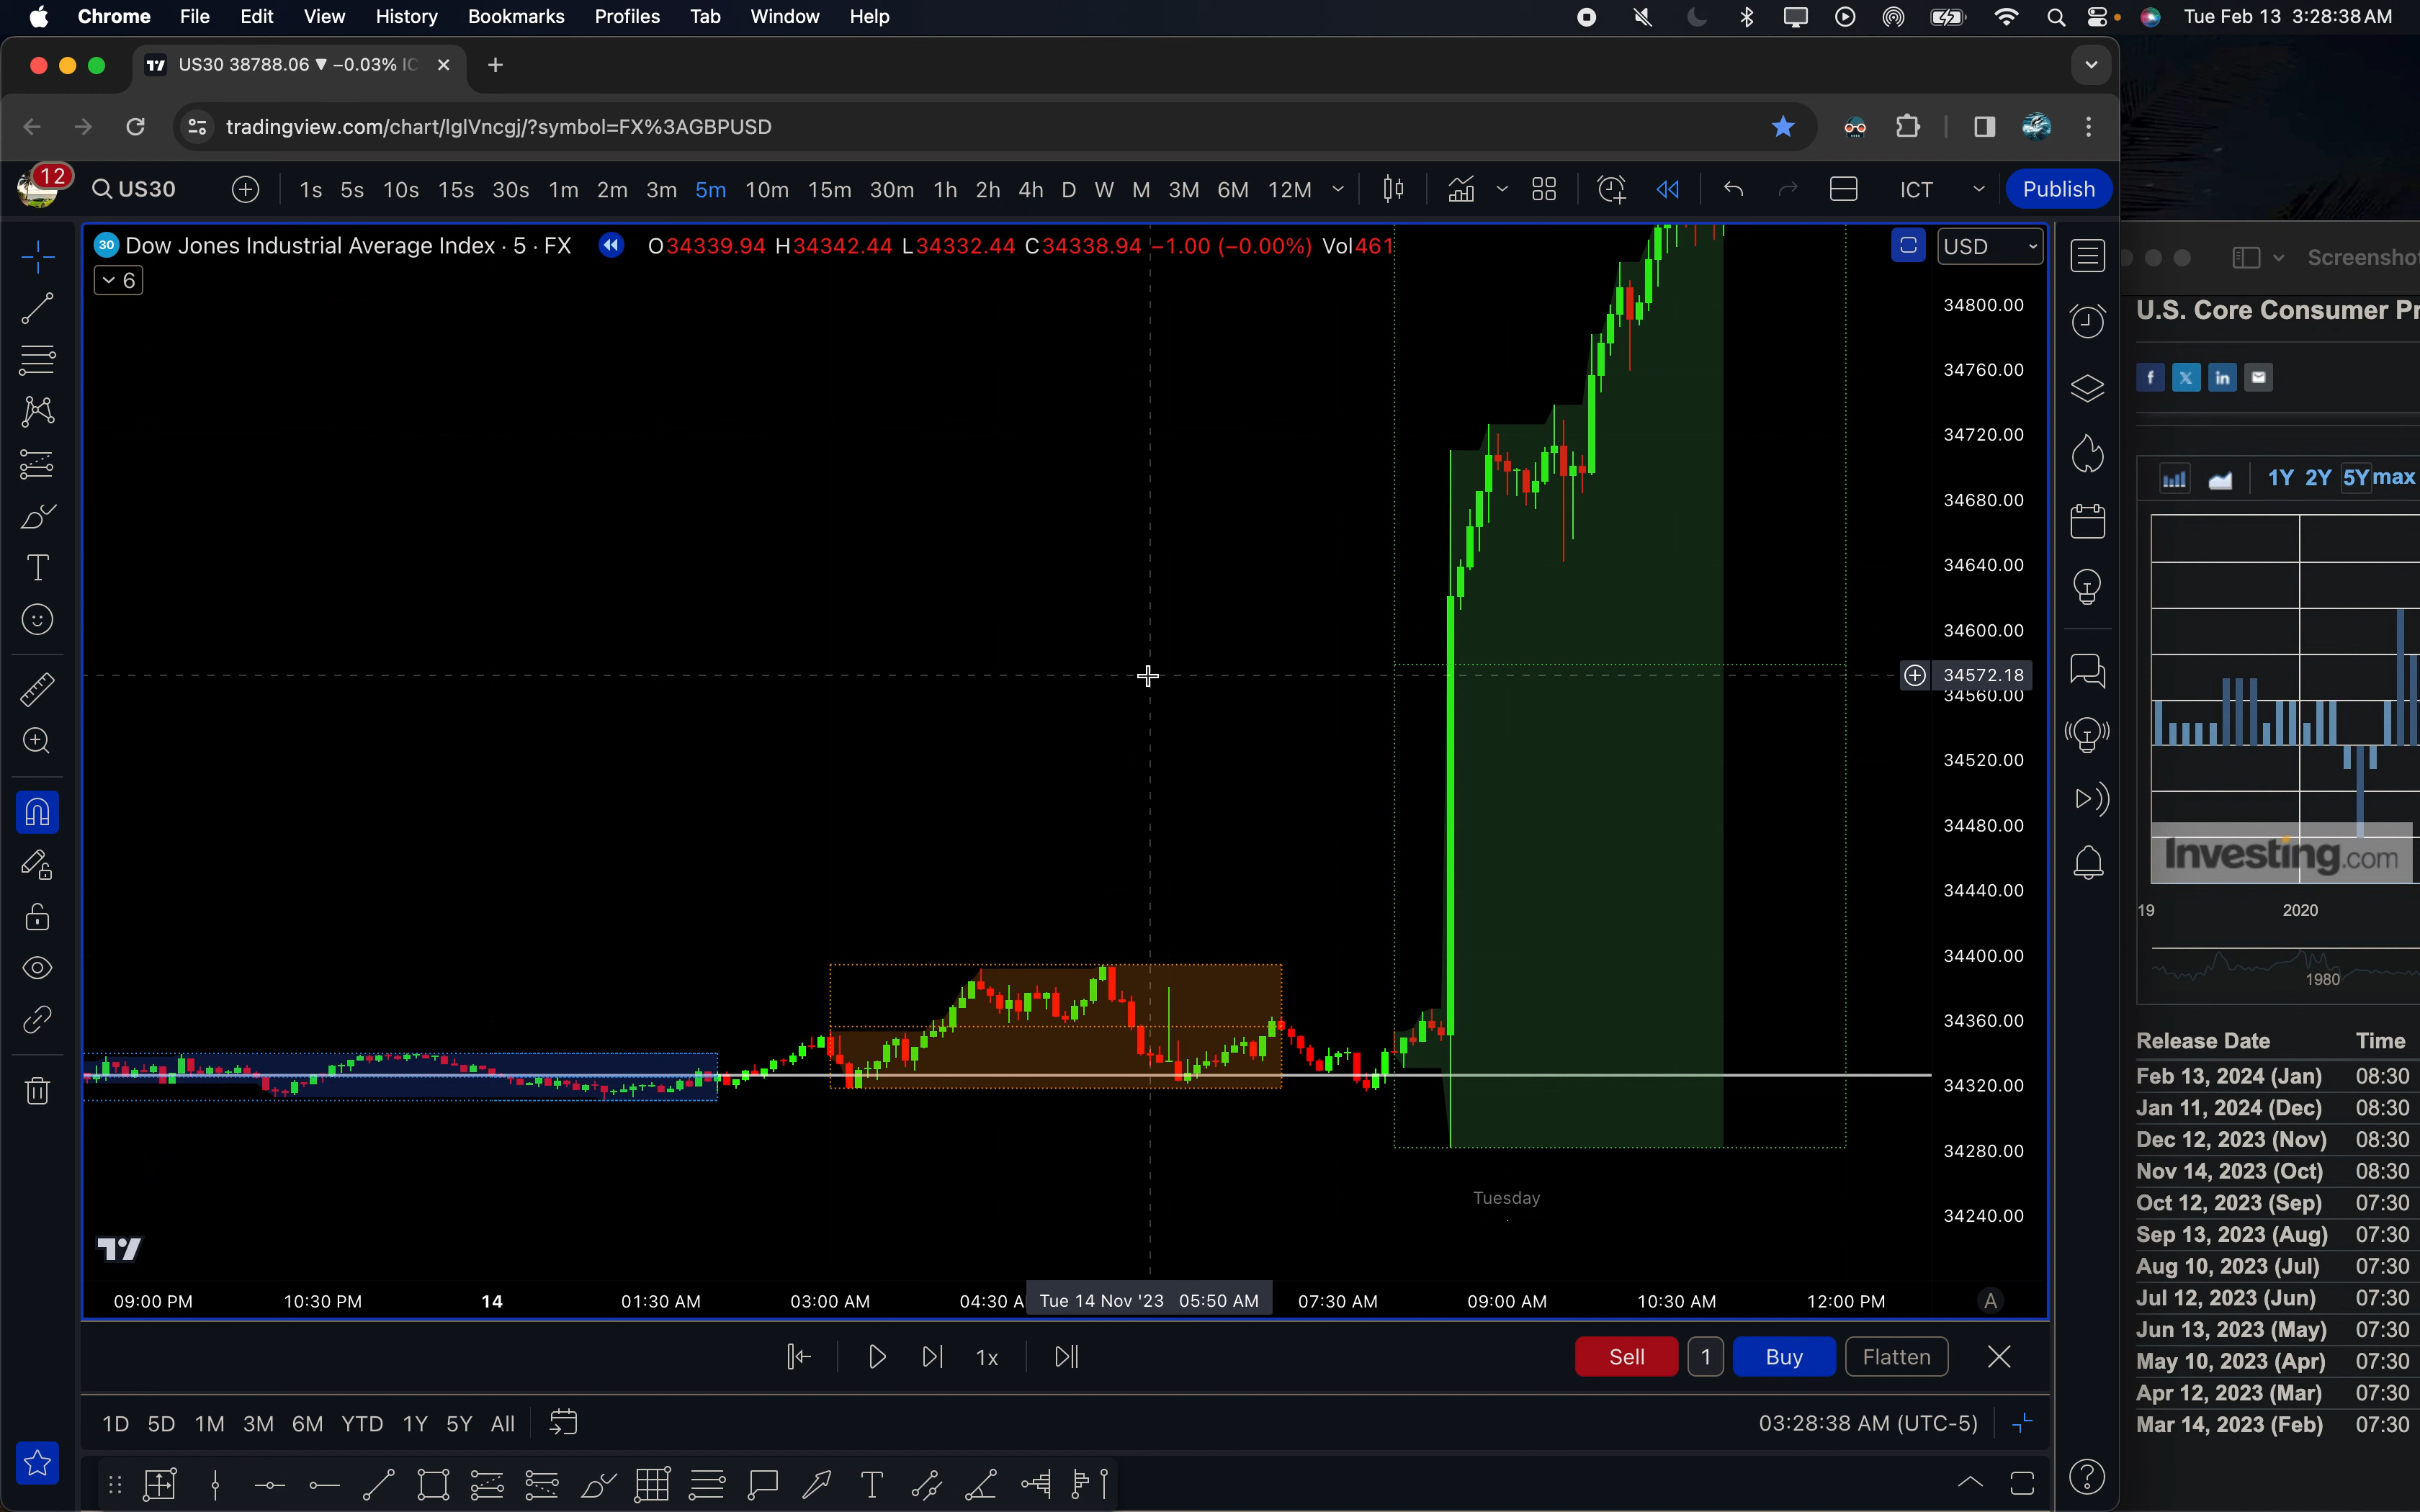 Chrome File Edit View History Bookmarks Profiles Tab Window Help Tue Feb 13 3:28:38 AM
US30 38788.06 ▼ −0.03% IC
tradingview.com/chart/lglVncgj/?symbol=FX%3AGBPUSD
12 US30 1s 5s 10s 15s 30s 1m 2m 3m 5m 10m 15m 30m 1h 2h 4h D W M 3M 6M 12M ICT Publish
30 Dow Jones Industrial Average Index · 5 · FX O34339.94 H34342.44 L34332.44 C34338.94 −1.00 (−0.00%) Vol461 USD
6
34800.00
34760.00
34720.00
34680.00
34640.00
34600.00
34572.18
34560.00
34520.00
34480.00
34440.00
34400.00
34360.00
34320.00
34280.00
34240.00
Tuesday
09:00 PM 10:30 PM 14 01:30 AM 03:00 AM 04:30 A Tue 14 Nov '23 05:50 AM 07:30 AM 09:00 AM 10:30 AM 12:00 PM A
1x Sell 1 Buy Flatten
1D 5D 1M 3M 6M YTD 1Y 5Y All 03:28:38 AM (UTC-5)
Screenshot
U.S. Core Consumer Pr
1Y 2Y 5Y max
Investing.com
19 2020
1980
Release Date Time
Feb 13, 2024 (Jan) 08:30
Jan 11, 2024 (Dec) 08:30
Dec 12, 2023 (Nov) 08:30
Nov 14, 2023 (Oct) 08:30
Oct 12, 2023 (Sep) 07:30
Sep 13, 2023 (Aug) 07:30
Aug 10, 2023 (Jul) 07:30
Jul 12, 2023 (Jun) 07:30
Jun 13, 2023 (May) 07:30
May 10, 2023 (Apr) 07:30
Apr 12, 2023 (Mar) 07:30
Mar 14, 2023 (Feb) 07:30